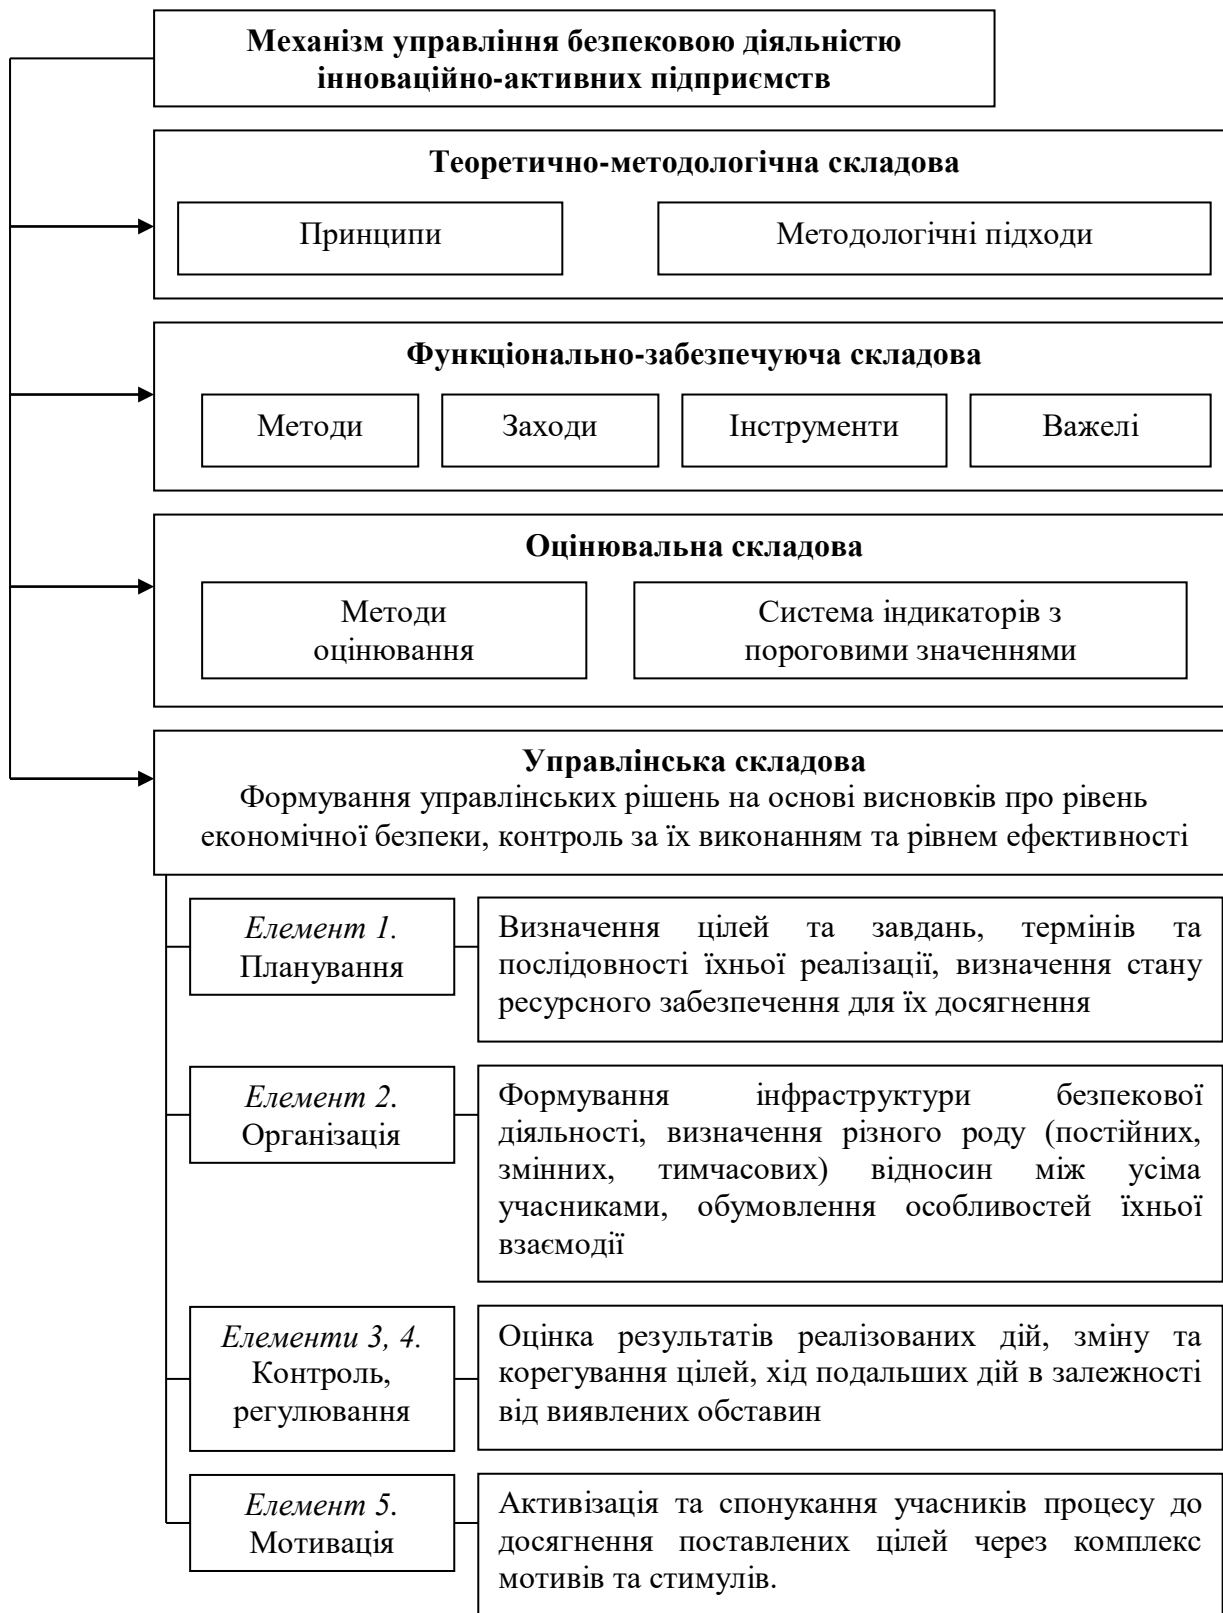 Механізм управління безпековою діяльністю
інноваційно-активних підприємств
Теоретично-методологічна складова
Принципи
Методологічні підходи
Функціонально-забезпечуюча складова
Методи
Заходи
Інструменти
Важелі
Оцінювальна складова
Методи
оцінювання
Система індикаторів з
пороговими значеннями
Управлінська складова
Формування управлінських рішень на основі висновків про рівень
економічної безпеки, контроль за їх виконанням та рівнем ефективності
Елемент 1.
Планування
Визначення цілей та завдань, термінів та
послідовності їхньої реалізації, визначення стану
ресурсного забезпечення для їх досягнення
Елемент 2.
Організація
Формування інфраструктури безпекової
діяльності, визначення різного роду (постійних,
змінних, тимчасових) відносин між усіма
учасниками, обумовлення особливостей їхньої
взаємодії
Елементи 3, 4.
Контроль,
регулювання
Оцінка результатів реалізованих дій, зміну та
корегування цілей, хід подальших дій в залежності
від виявлених обставин
Елемент 5.
Мотивація
Активізація та спонукання учасників процесу до
досягнення поставлених цілей через комплекс
мотивів та стимулів.